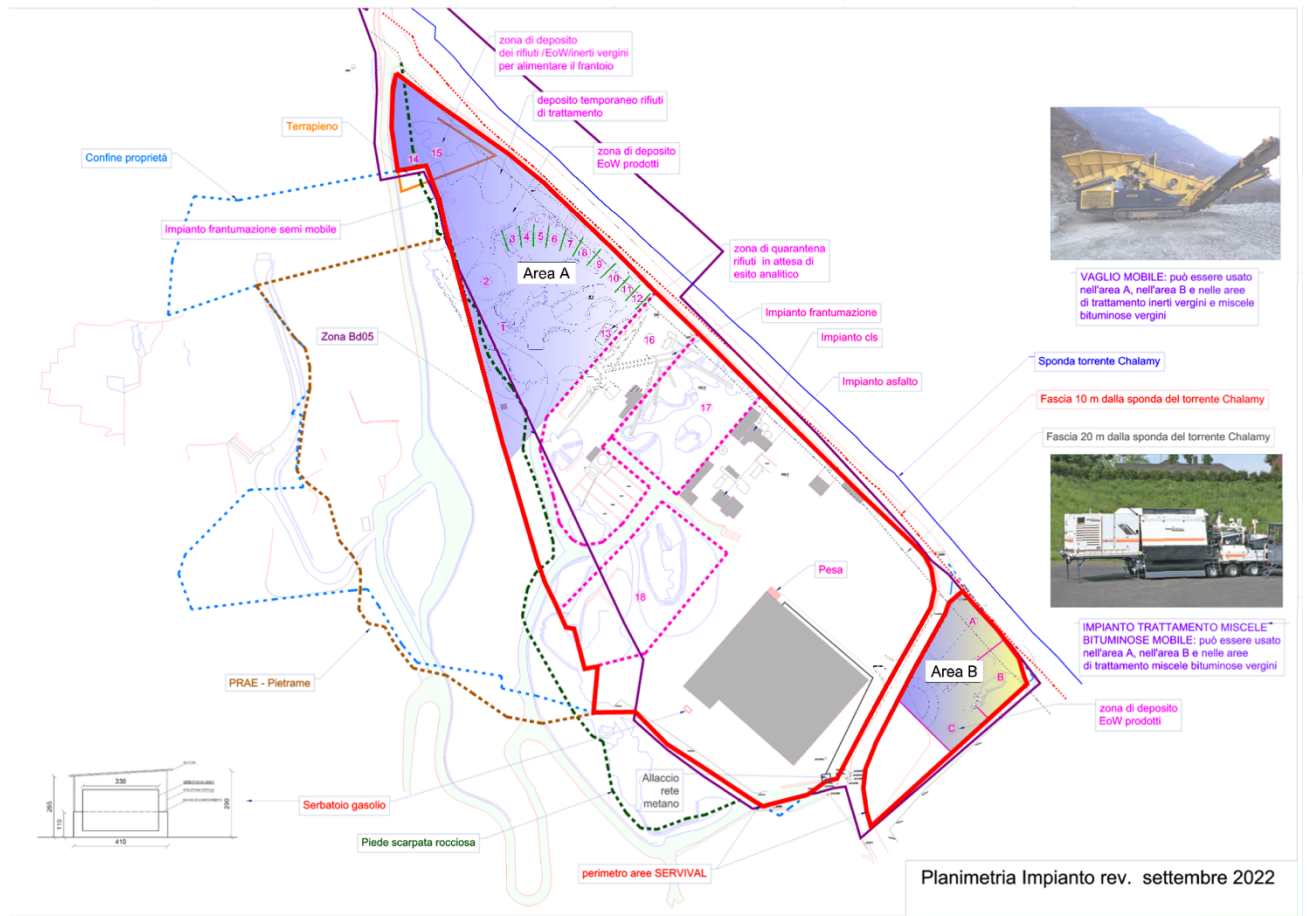 zona di deposito
dei rifiuti /EoW/inerti vergini
per alimentare il frantoio
deposito temporaneo rifiuti
di trattamento
Terrapieno
zona di deposito
EoW prodotti
Confine proprietà
14
15
Impianto frantumazione semi mobile
3
4
5
6
7
8
9
10
11
12
13
Area A
2
1
zona di quarantena
rifiuti in attesa di
esito analitico
VAGLIO MOBILE: può essere usato
nell'area A, nell'area B e nelle aree
di trattamento inerti vergini e miscele
bituminose vergini
Impianto frantumazione
Zona Bd05
16
Impianto cls
Sponda torrente Chalamy
Impianto asfalto
Fascia 10 m dalla sponda del torrente Chalamy
17
Fascia 20 m dalla sponda del torrente Chalamy
Pesa
18
IMPIANTO TRATTAMENTO MISCELE
BITUMINOSE MOBILE: può essere usato
nell'area A, nell'area B e nelle aree
di trattamento miscele bituminose vergini
A
Area B
B
C
PRAE - Pietrame
zona di deposito
EoW prodotti
Allaccio
rete
metano
330
265
110
290
410
Serbatoio gasolio
Piede scarpata rocciosa
perimetro aree SERVIVAL
Planimetria Impianto rev. settembre 2022